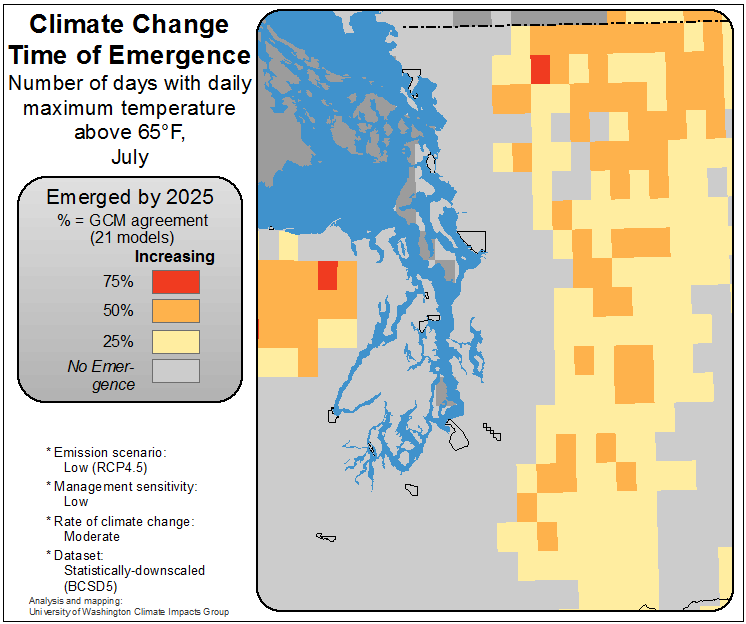 Climate Change
Time of Emergence
Number of days with daily
maximum temperature
above 65°F,
July
Emerged by 2025
% = GCM agreement
(21 models)
Increasing
75%
50%
25%
No Emer-
gence
* Emission scenario:
Low (RCP4.5)
* Management sensitivity:
Low
* Rate of climate change:
Moderate
* Dataset:
Statistically-downscaled
(BCSD5)
Analysis and mapping:
University of Washington Climate Impacts Group